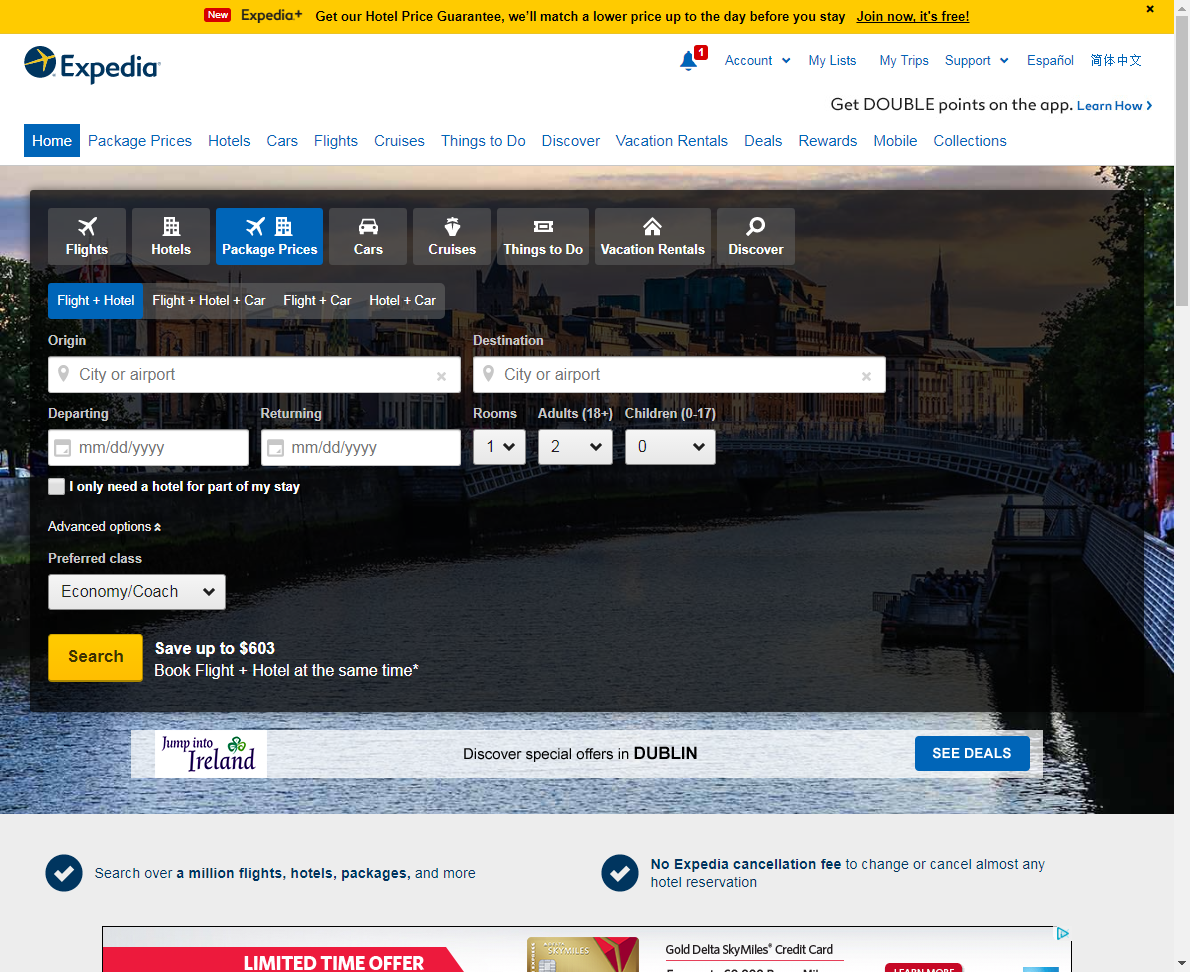 New Expedia+ Get our Hotel Price Guarantee, we'll match a lower price up to the day before you stay Join now, it's free!
Expedia
1 Account My Lists My Trips Support Español 简体中文
Get DOUBLE points on the app. Learn How
Home Package Prices Hotels Cars Flights Cruises Things to Do Discover Vacation Rentals Deals Rewards Mobile Collections
Flights Hotels Package Prices Cars Cruises Things to Do Vacation Rentals Discover
Flight + Hotel Flight + Hotel + Car Flight + Car Hotel + Car
Origin Destination
City or airport City or airport
Departing Returning Rooms Adults (18+) Children (0-17)
mm/dd/yyyy mm/dd/yyyy 1 2 0
I only need a hotel for part of my stay
Advanced options
Preferred class
Economy/Coach
Search Save up to $603
Book Flight + Hotel at the same time*
Jump into Ireland Discover special offers in DUBLIN SEE DEALS
Search over a million flights, hotels, packages, and more
No Expedia cancellation fee to change or cancel almost any
hotel reservation
LIMITED TIME OFFER SKYMILES Gold Delta SkyMiles® Credit Card
LEARN MORE